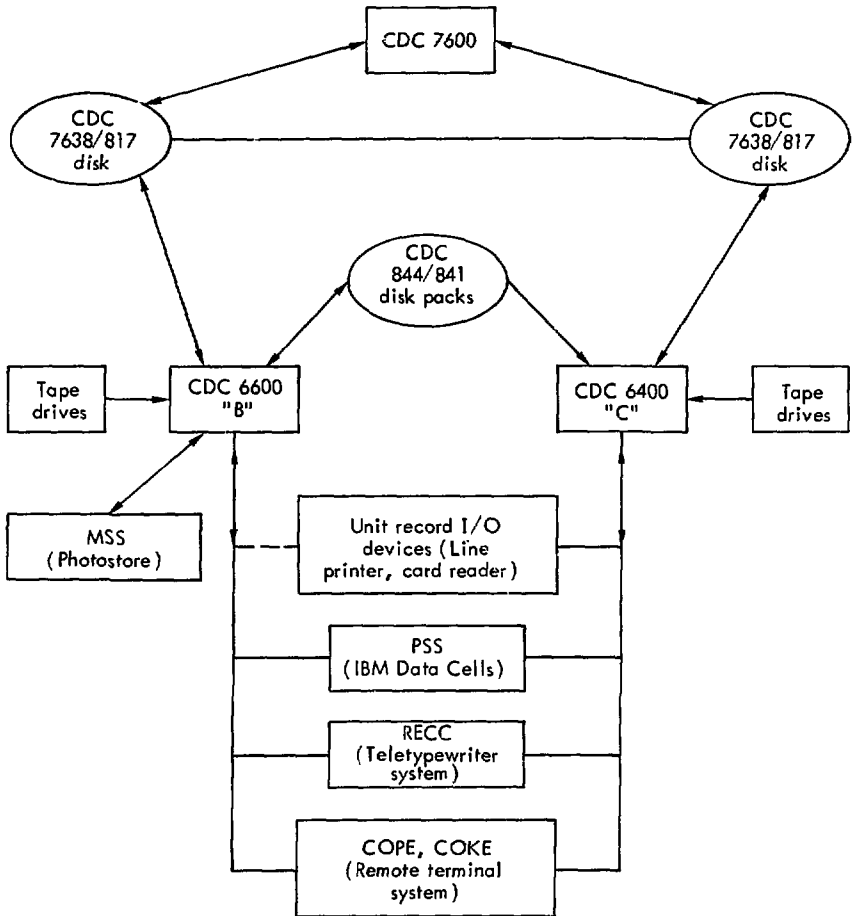 CDC 7600
CDC
7638/817
disk
CDC
7638/817
disk
CDC
844/841
disk packs
Tape
drives
CDC 6600
"B"
CDC 6400
"C"
Tape
drives
MSS
(Photostore)
Unit record I/O
devices (Line
printer, card reader)
PSS
(IBM Data Cells)
RECC
(Teletypewriter
system)
COPE, COKE
(Remote terminal
system)